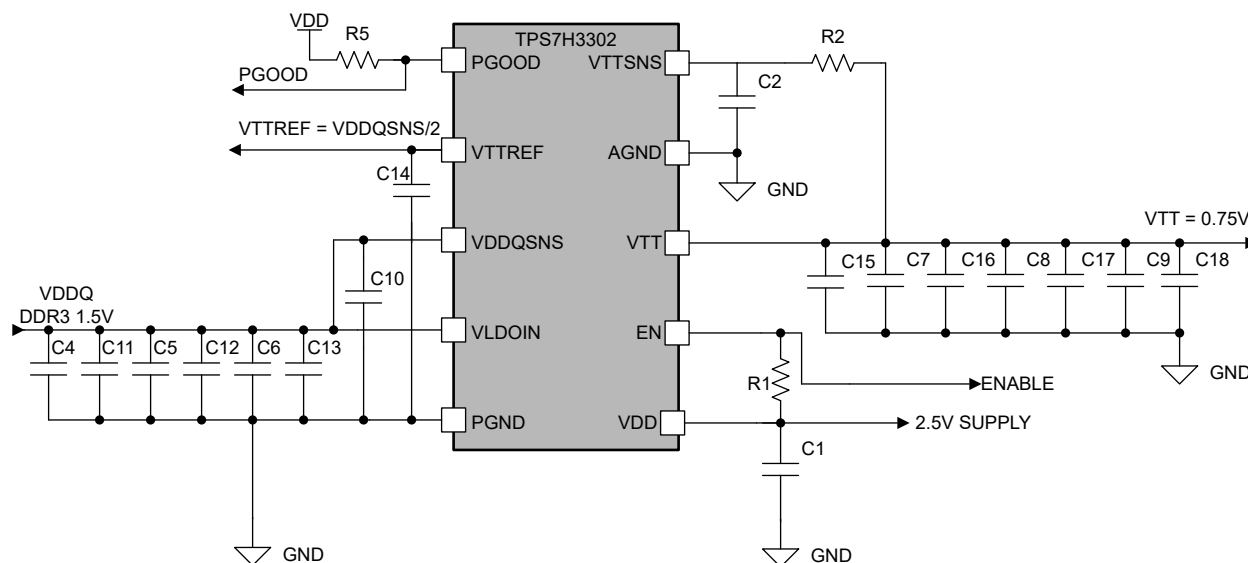 VDD
R5
TPS7H3302
R2
PGOOD
VTTSNS
PGOOD
C2
VTTREF = VDDQSNS/2
VTTREF
AGND
C14
GND
VTT = 0.75V
VDDQSNS
VTT
C10
C15
C7
C16
C8
C17
C9
C18
VDDQ
DDR3 1.5V
VLDOIN
EN
C4
C11
C5
C12
C6
C13
GND
R1
ENABLE
PGND
VDD
2.5V SUPPLY
C1
GND
GND